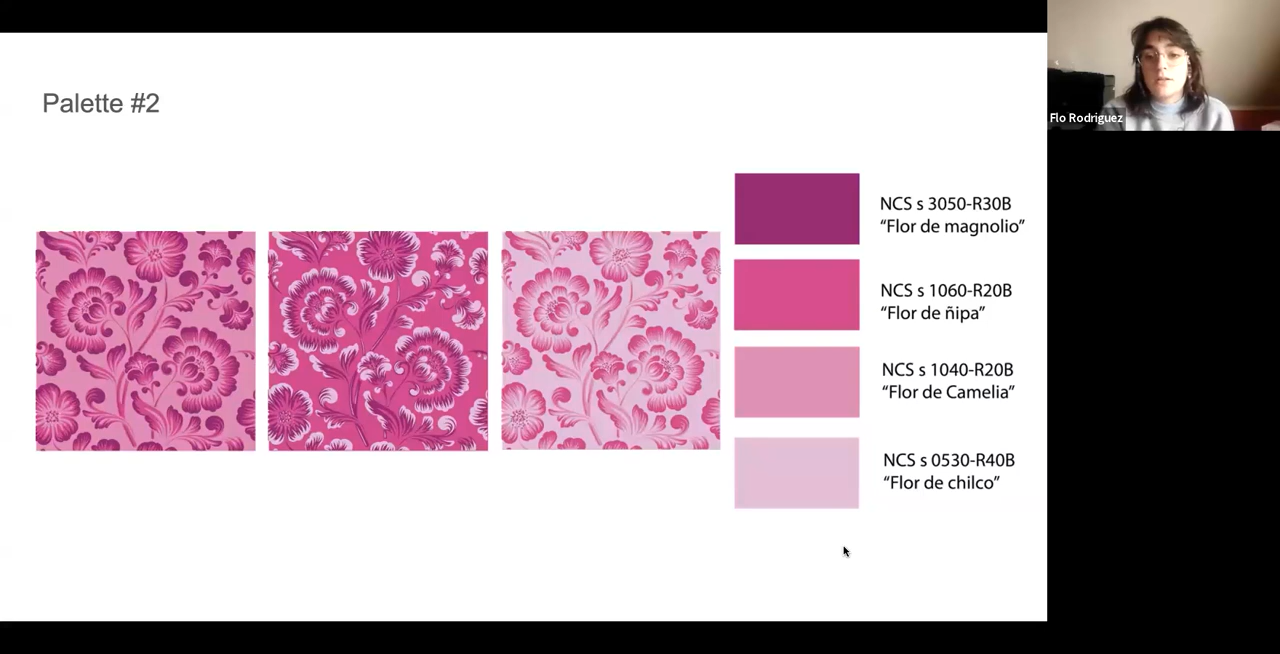 Palette #2
NCS s 3050-R30B
“Flor de magnolio”
NCS s 1060-R20B
“Flor de ñipa”
NCS s 1040-R20B
“Flor de Camelia”
NCS s 0530-R40B
“Flor de chilco”
Flo Rodriguez